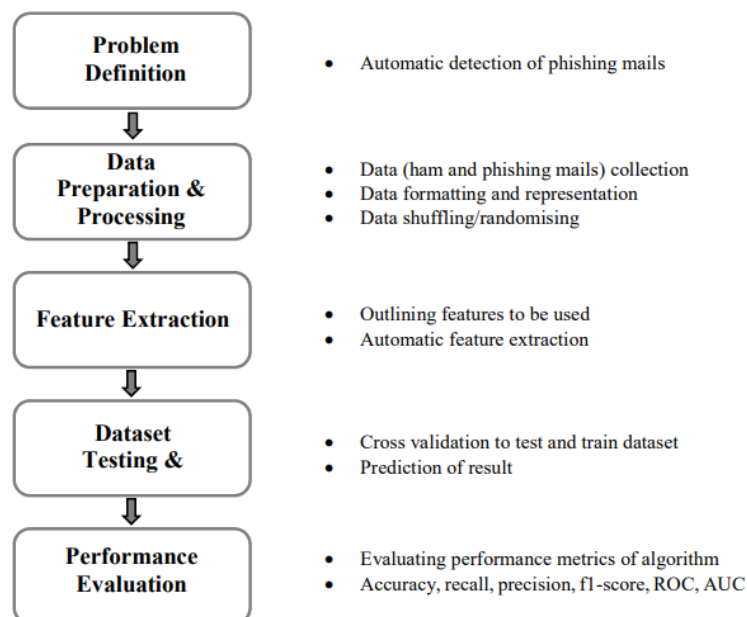 Problem
Definition
• Automatic detection of phishing mails
Data
Preparation &
Processing
• Data (ham and phishing mails) collection
• Data formatting and representation
• Data shuffling/randomising
Feature Extraction
• Outlining features to be used
• Automatic feature extraction
Dataset
Testing &
• Cross validation to test and train dataset
• Prediction of result
Performance
Evaluation
• Evaluating performance metrics of algorithm
• Accuracy, recall, precision, f1-score, ROC, AUC